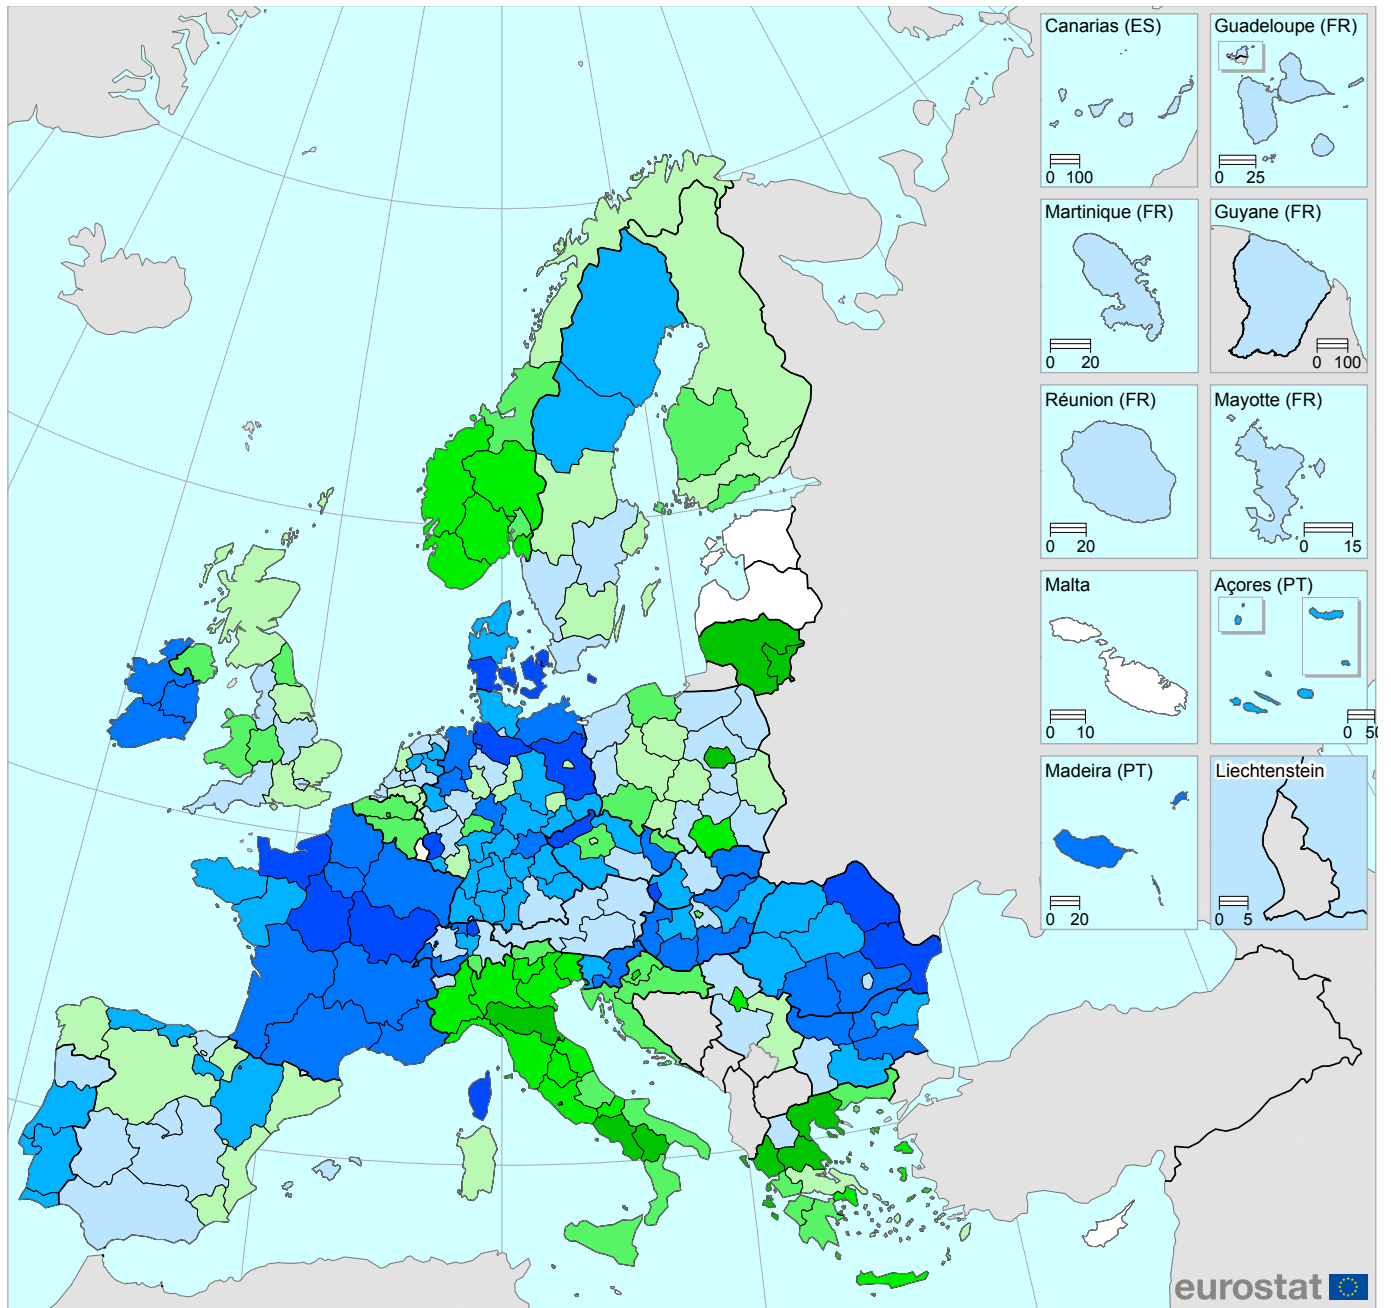 Canarias (ES)
0 100
Guadeloupe (FR)
0 25
Martinique (FR)
0 20
Guyane (FR)
0 100
Réunion (FR)
0 20
Mayotte (FR)
0 15
Malta
0 10
Açores (PT)
0 50
Madeira (PT)
0 20
Liechtenstein
0 5
eurostat